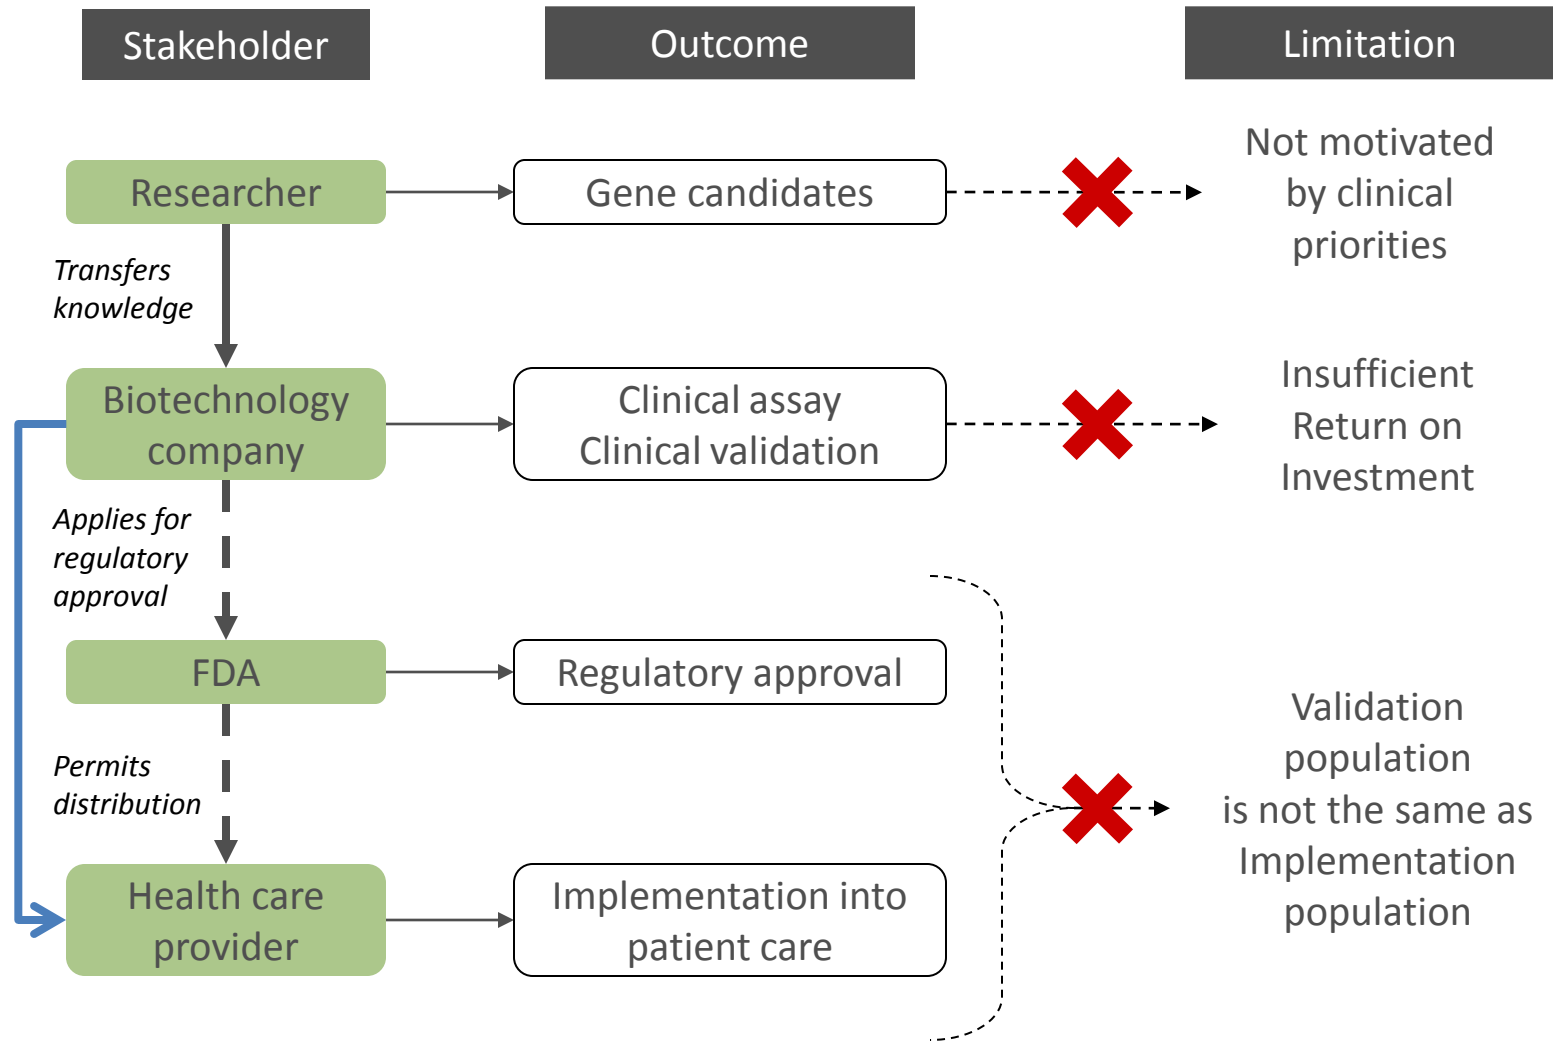 Stakeholder
Outcome
Limitation
Researcher
Gene candidates
Not motivated
by clinical
priorities
Transfers
knowledge
Biotechnology
company
Clinical assay
Clinical validation
Insufficient
Return on
Investment
Applies for
regulatory
approval
FDA
Regulatory approval
Validation
population
is not the same as
Implementation
population
Permits
distribution
Health care
provider
Implementation into
patient care